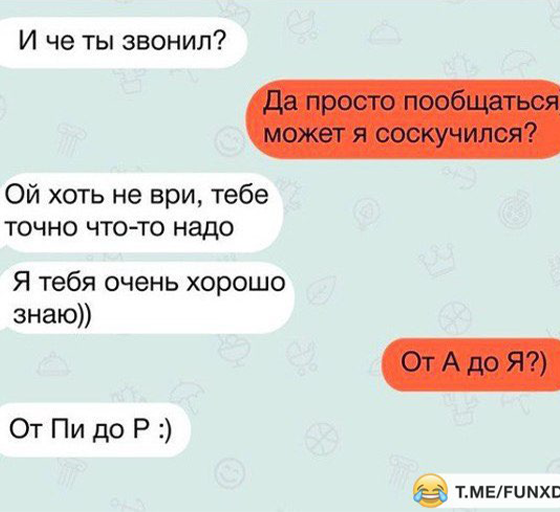 И че ты звонил?
Да просто пообщаться
может я соскучился?
Ой хоть не ври, тебе
точно что-то надо
Я тебя очень хорошо
знаю))
От А до Я?)
От Пи до Р :)
T.ME/FUNXD